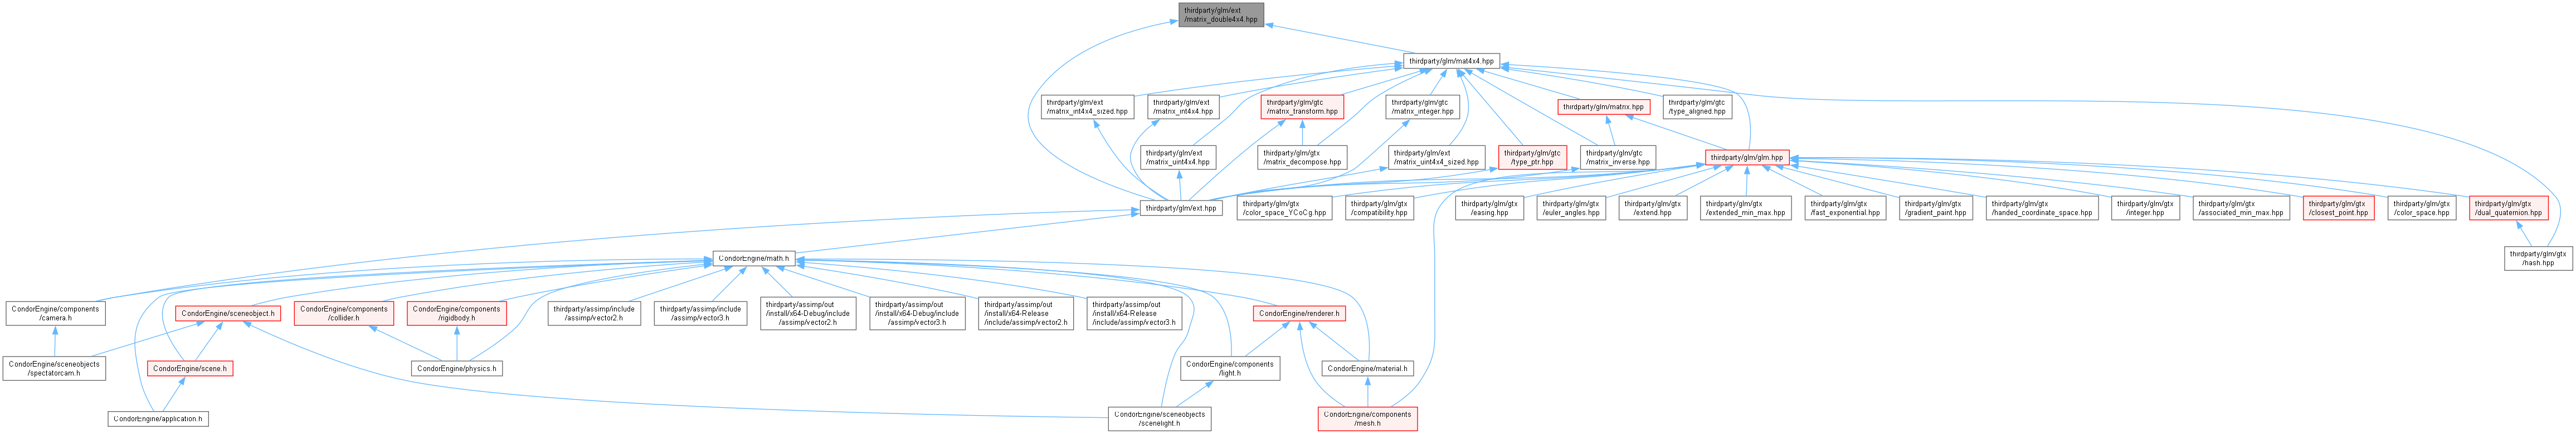 thirdparty/glm/ext
/matrix_double4x4.hpp
thirdparty/glm/mat4x4.hpp
thirdparty/glm/ext
/matrix_int4x4_sized.hpp
thirdparty/glm/ext
/matrix_int4x4.hpp
thirdparty/glm/gtc
/matrix_transform.hpp
thirdparty/glm/gtc
/matrix_integer.hpp
thirdparty/glm/matrix.hpp
thirdparty/glm/gtc
/type_aligned.hpp
thirdparty/glm/ext
/matrix_uint4x4.hpp
thirdparty/glm/gtx
/matrix_decompose.hpp
thirdparty/glm/ext
/matrix_uint4x4_sized.hpp
thirdparty/glm/gtc
/type_ptr.hpp
thirdparty/glm/gtc
/matrix_inverse.hpp
thirdparty/glm/glm.hpp
thirdparty/glm/ext.hpp
thirdparty/glm/gtx
/color_space_YCoCg.hpp
thirdparty/glm/gtx
/compatibility.hpp
thirdparty/glm/gtx
/easing.hpp
thirdparty/glm/gtx
/euler_angles.hpp
thirdparty/glm/gtx
/extend.hpp
thirdparty/glm/gtx
/extended_min_max.hpp
thirdparty/glm/gtx
/fast_exponential.hpp
thirdparty/glm/gtx
/gradient_paint.hpp
thirdparty/glm/gtx
/handed_coordinate_space.hpp
thirdparty/glm/gtx
/integer.hpp
thirdparty/glm/gtx
/associated_min_max.hpp
thirdparty/glm/gtx
/closest_point.hpp
thirdparty/glm/gtx
/color_space.hpp
thirdparty/glm/gtx
/dual_quaternion.hpp
thirdparty/glm/gtx
/hash.hpp
CondorEngine/math.h
CondorEngine/components
/camera.h
CondorEngine/sceneobject.h
CondorEngine/components
/collider.h
CondorEngine/components
/rigidbody.h
thirdparty/assimp/include
/assimp/vector2.h
thirdparty/assimp/include
/assimp/vector3.h
thirdparty/assimp/out
/install/x64-Debug/include
/assimp/vector2.h
thirdparty/assimp/out
/install/x64-Debug/include
/assimp/vector3.h
thirdparty/assimp/out
/install/x64-Release
/include/assimp/vector2.h
thirdparty/assimp/out
/install/x64-Release
/include/assimp/vector3.h
CondorEngine/renderer.h
CondorEngine/sceneobjects
/spectatorcam.h
CondorEngine/scene.h
CondorEngine/physics.h
CondorEngine/components
/light.h
CondorEngine/material.h
CondorEngine/application.h
CondorEngine/sceneobjects
/scenelight.h
CondorEngine/components
/mesh.h